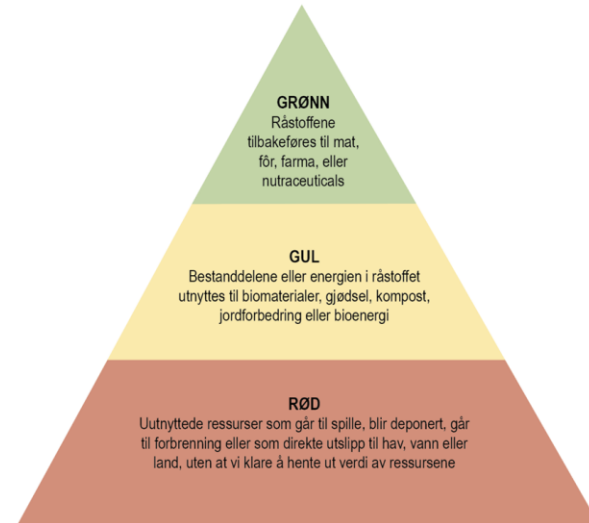 GRØNN
Råstoffene
tilbakeføres til mat,
fôr, farma, eller
nutraceuticals
GUL
Bestanddelene eller energien i råstoffet
utnyttes til biomaterialer, gjødsel, kompost,
jordforbedring eller bioenergi
RØD
Uutnyttede ressurser som går til spille, blir deponert, går
til forbrenning eller som direkte utslipp til hav, vann eller
land, uten at vi klare å hente ut verdi av ressursene